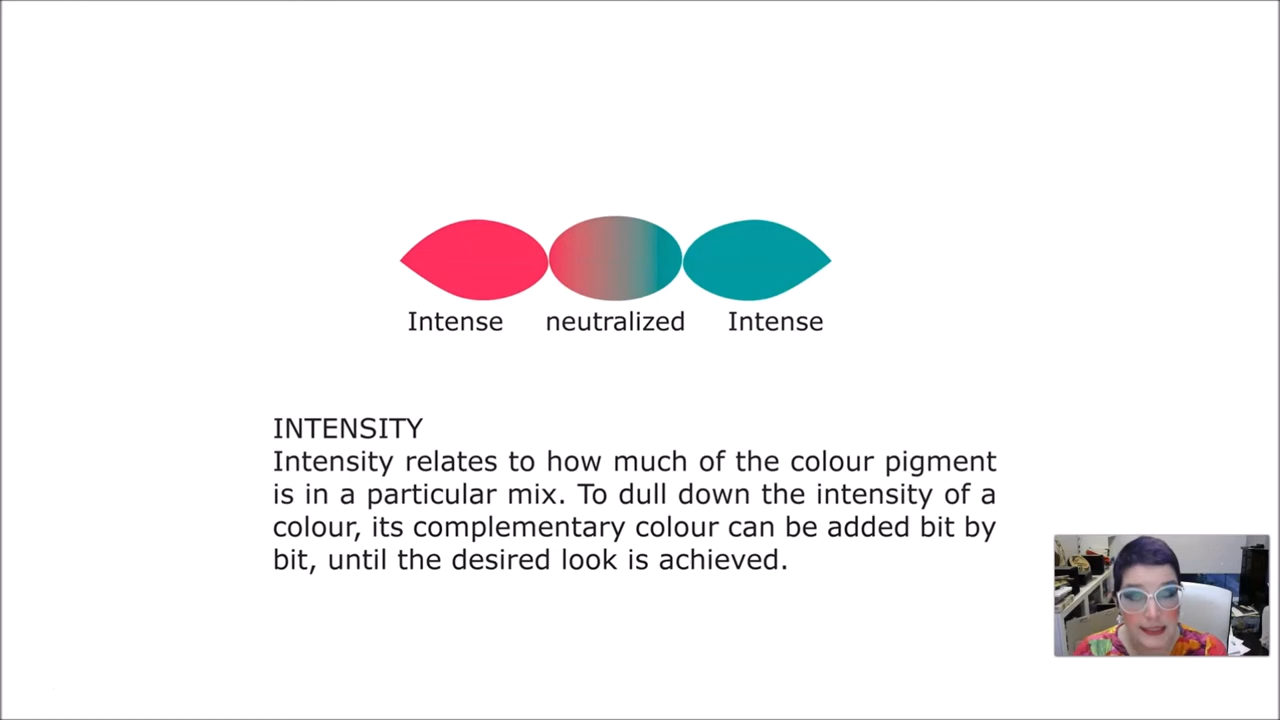 Intense neutralized Intense
INTENSITY
Intensity relates to how much of the colour pigment
is in a particular mix. To dull down the intensity of a
colour, its complementary colour can be added bit by
bit, until the desired look is achieved.